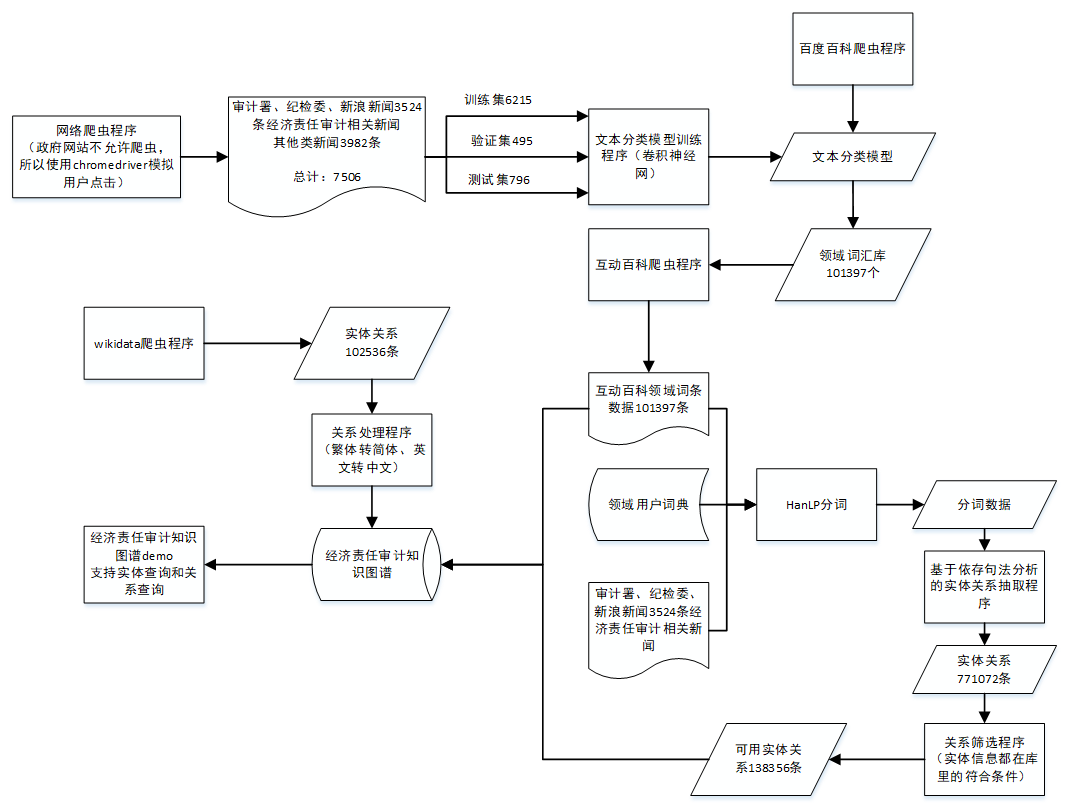 百度百科爬虫程序
网络爬虫程序
（政府网站不允许爬虫，
所以使用chromedriver模拟
用户点击）
审计署、纪检委、新浪新闻3524
条经济责任审计相关新闻
其他类新闻3982条
总计：7506
训练集6215
验证集495
测试集796
文本分类模型训练
程序（卷积神经
网）
文本分类模型
领域词汇库
101397个
互动百科爬虫程序
wikidata爬虫程序
实体关系
102536条
互动百科领域词条
数据101397条
关系处理程序
（繁体转简体、英
文转中文）
领域用户词典
HanLP分词
分词数据
经济责任审计知识
图谱demo
支持实体查询和关
系查询
经济责任审计知
识图谱
基于依存句法分析
的实体关系抽取程
序
审计署、纪检委、
新浪新闻3524条经
济责任审计相关新
闻
实体关系
771072条
可用实体关
系138356条
关系筛选程序
（实体信息都在库
里的符合条件）